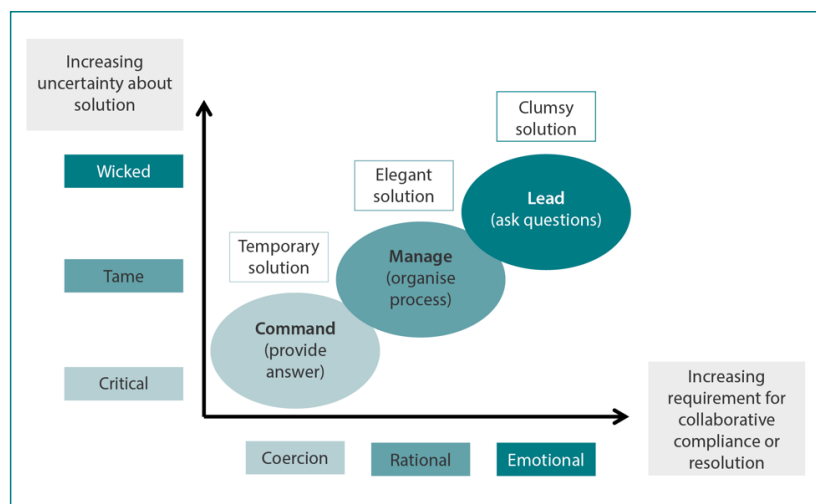 Increasing
uncertainty about
solution
Clumsy
solution
Wicked
Elegant
solution
Lead
(ask questions)
Temporary
solution
Tame
Manage
(organise
process)
Command
(provide
answer)
Critical
Increasing
requirement for
collaborative
compliance or
resolution
Coercion
Rational
Emotional